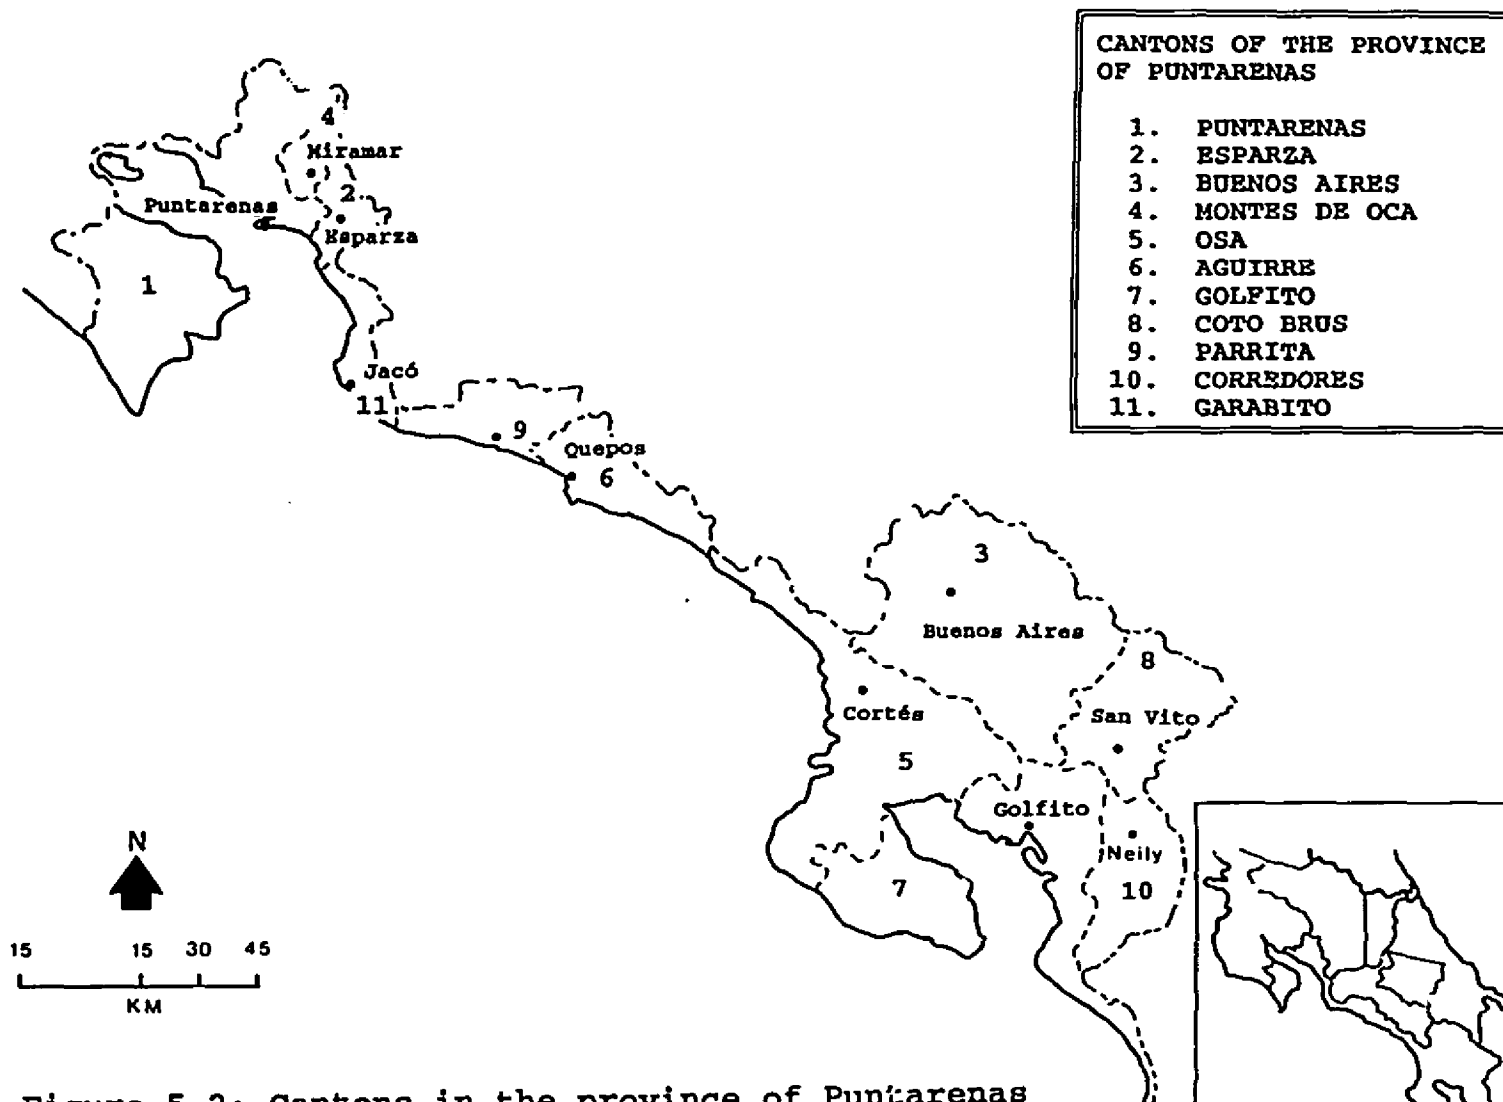 CANTONS OF THE PROVINCE
OF PUNTARENAS
1. PUNTARENAS
2. ESPARZA
3. BUENOS AIRES
4. MONTES DE OCA
5. OSA
6. AGUIRRE
7. GOLFITO
8. COTO BRUS
9. PARRITA
10. CORREDORES
11. GARABITO
4
Miramar
2
Puntarenas
Esparza
1
Jacó
11
9
Quepos
6
3
Buenos Aires
8
Cortés
San Vito
5
Golfito
Neily
7
10
N
15 15 30 45
KM
Figure 5.2: Cantons in the province of Puntarenas